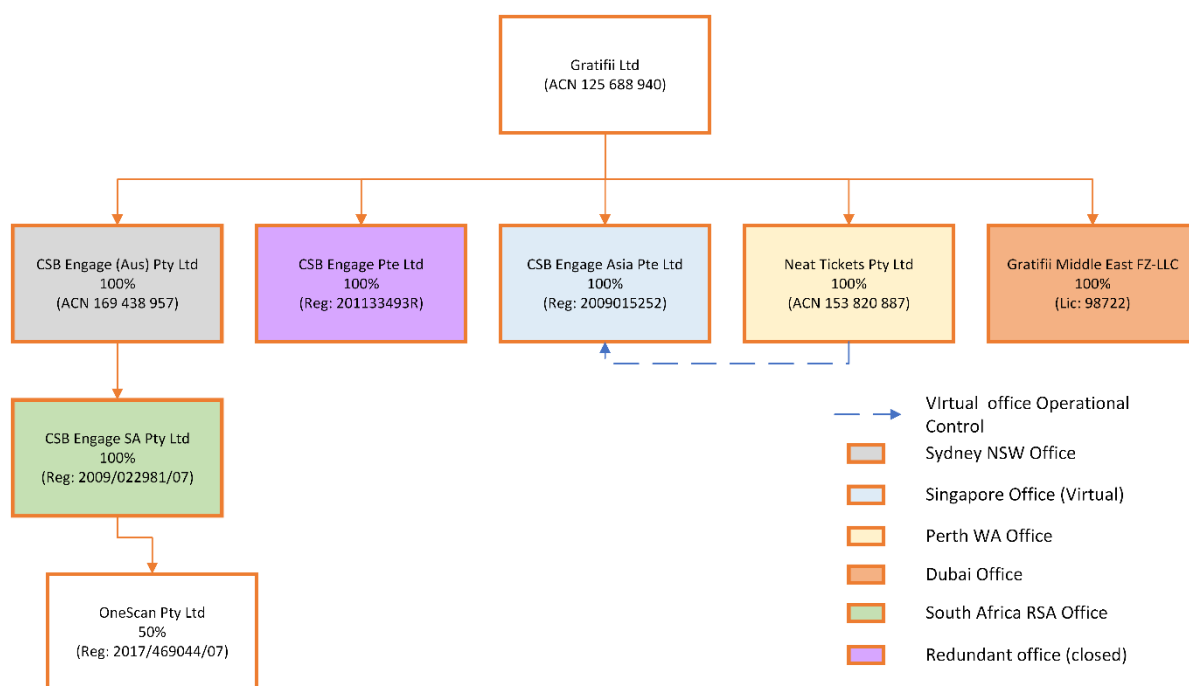 Gratifii Ltd
(ACN 125 688 940)
CSB Engage (Aus) Pty Ltd
100%
(ACN 169 438 957)
CSB Engage Pte Ltd
100%
(Reg: 201133493R)
CSB Engage Asia Pte Ltd
100%
(Reg: 2009015252)
Neat Tickets Pty Ltd
100%
(ACN 153 820 887)
Gratifii Middle East FZ-LLC
100%
(Lic: 98722)
CSB Engage SA Pty Ltd
100%
(Reg: 2009/022981/07)
OneScan Pty Ltd
50%
(Reg: 2017/469044/07)
VIrtual office Operational
Control
Sydney NSW Office
Singapore Office (Virtual)
Perth WA Office
Dubai Office
South Africa RSA Office
Redundant office (closed)